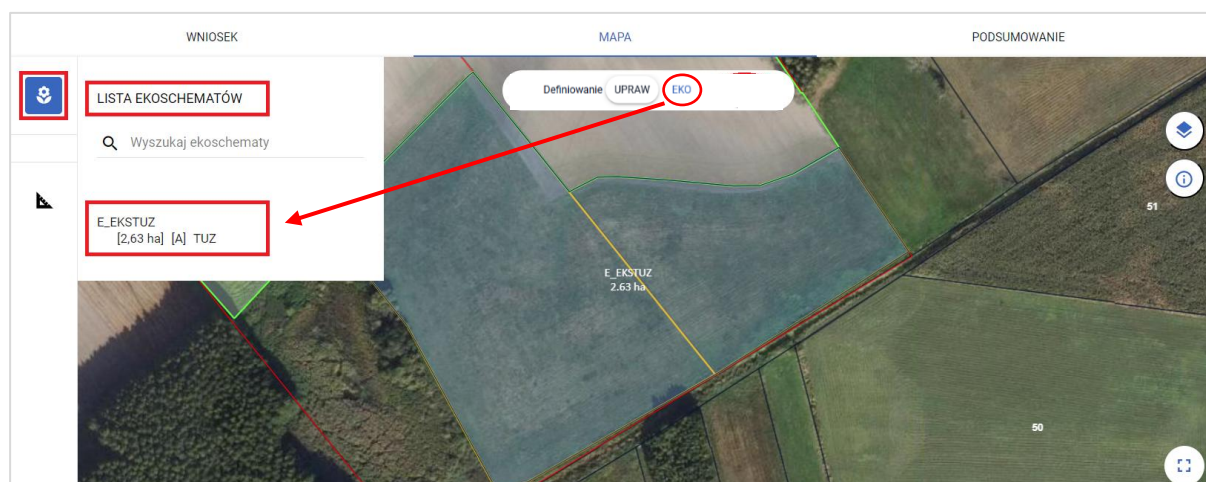 WNIOSEK
MAPA
PODSUMOWANIE
LISTA EKOSCHEMATÓW
Definiowanie UPRAW EKO
Wyszukaj ekoschematy
E_EKSTUZ
[2,63 ha] [A] TUZ
51
E_EKSTUZ
2.63 ha
50